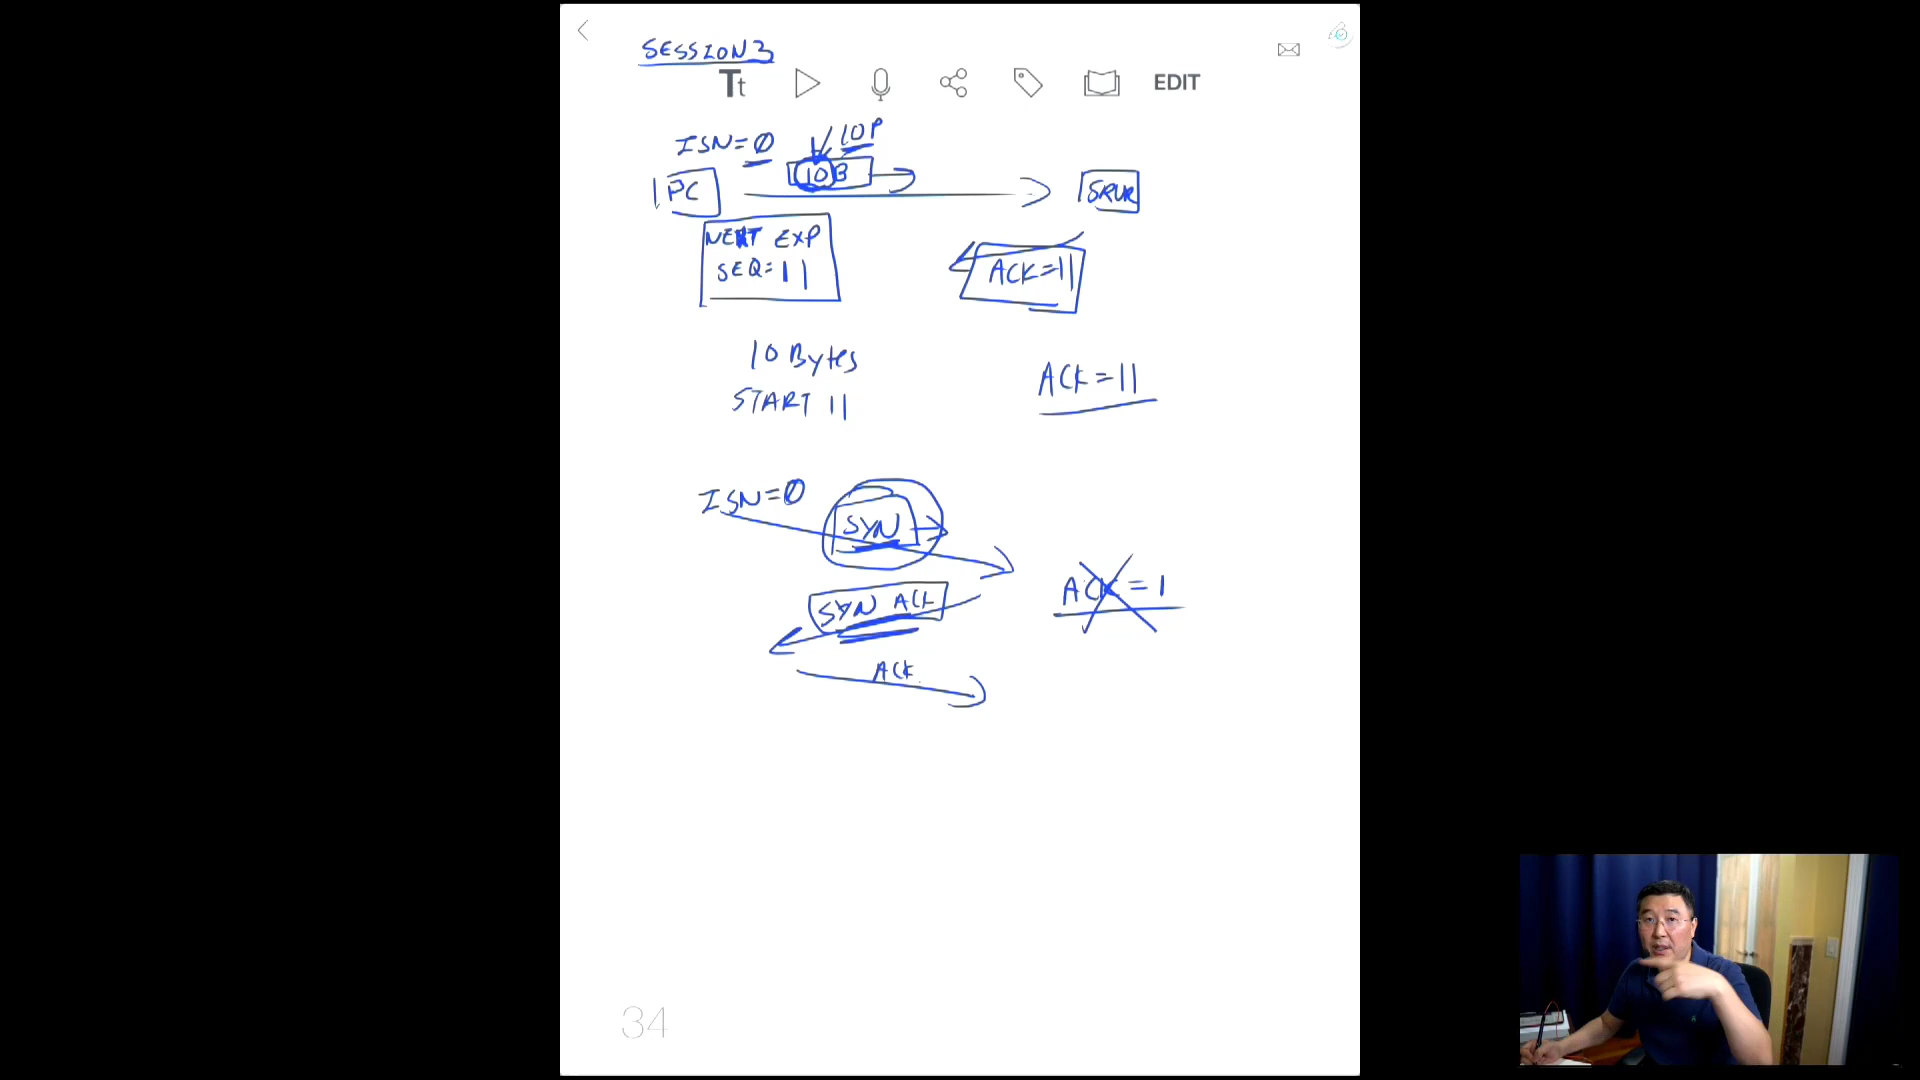 SESSION 3
Tt EDIT
ISN=0 10P
10B
PC SRVR
NEXT EXP
SEQ=11
ACK=11
10 Bytes
START 11
ACK=11
ISN=0
SYN
ACK=1
SYN ACK
ACK
34